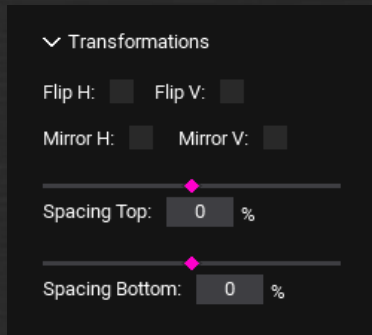 Transformations
Flip H: Flip V:
Mirror H: Mirror V:
Spacing Top: 0 %
Spacing Bottom: 0 %